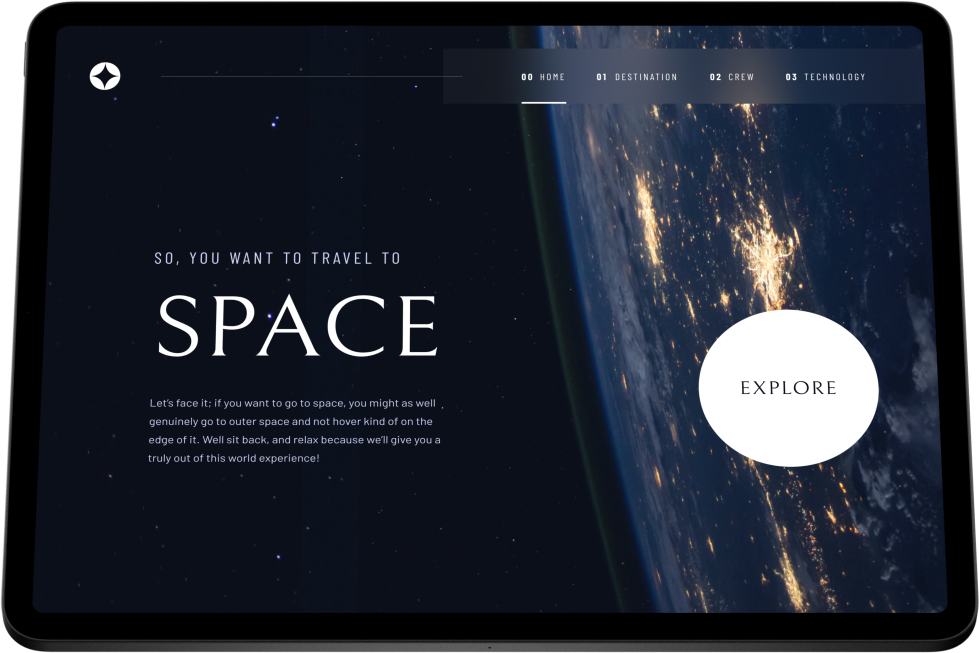 00 HOME 01 DESTINATION 02 CREW 03 TECHNOLOGY
SO, YOU WANT TO TRAVEL TO
SPACE
Let's face it; if you want to go to space, you might as well
genuinely go to outer space and not hover kind of on the
edge of it. Well sit back, and relax because we'll give you a
truly out of this world experience!
EXPLORE